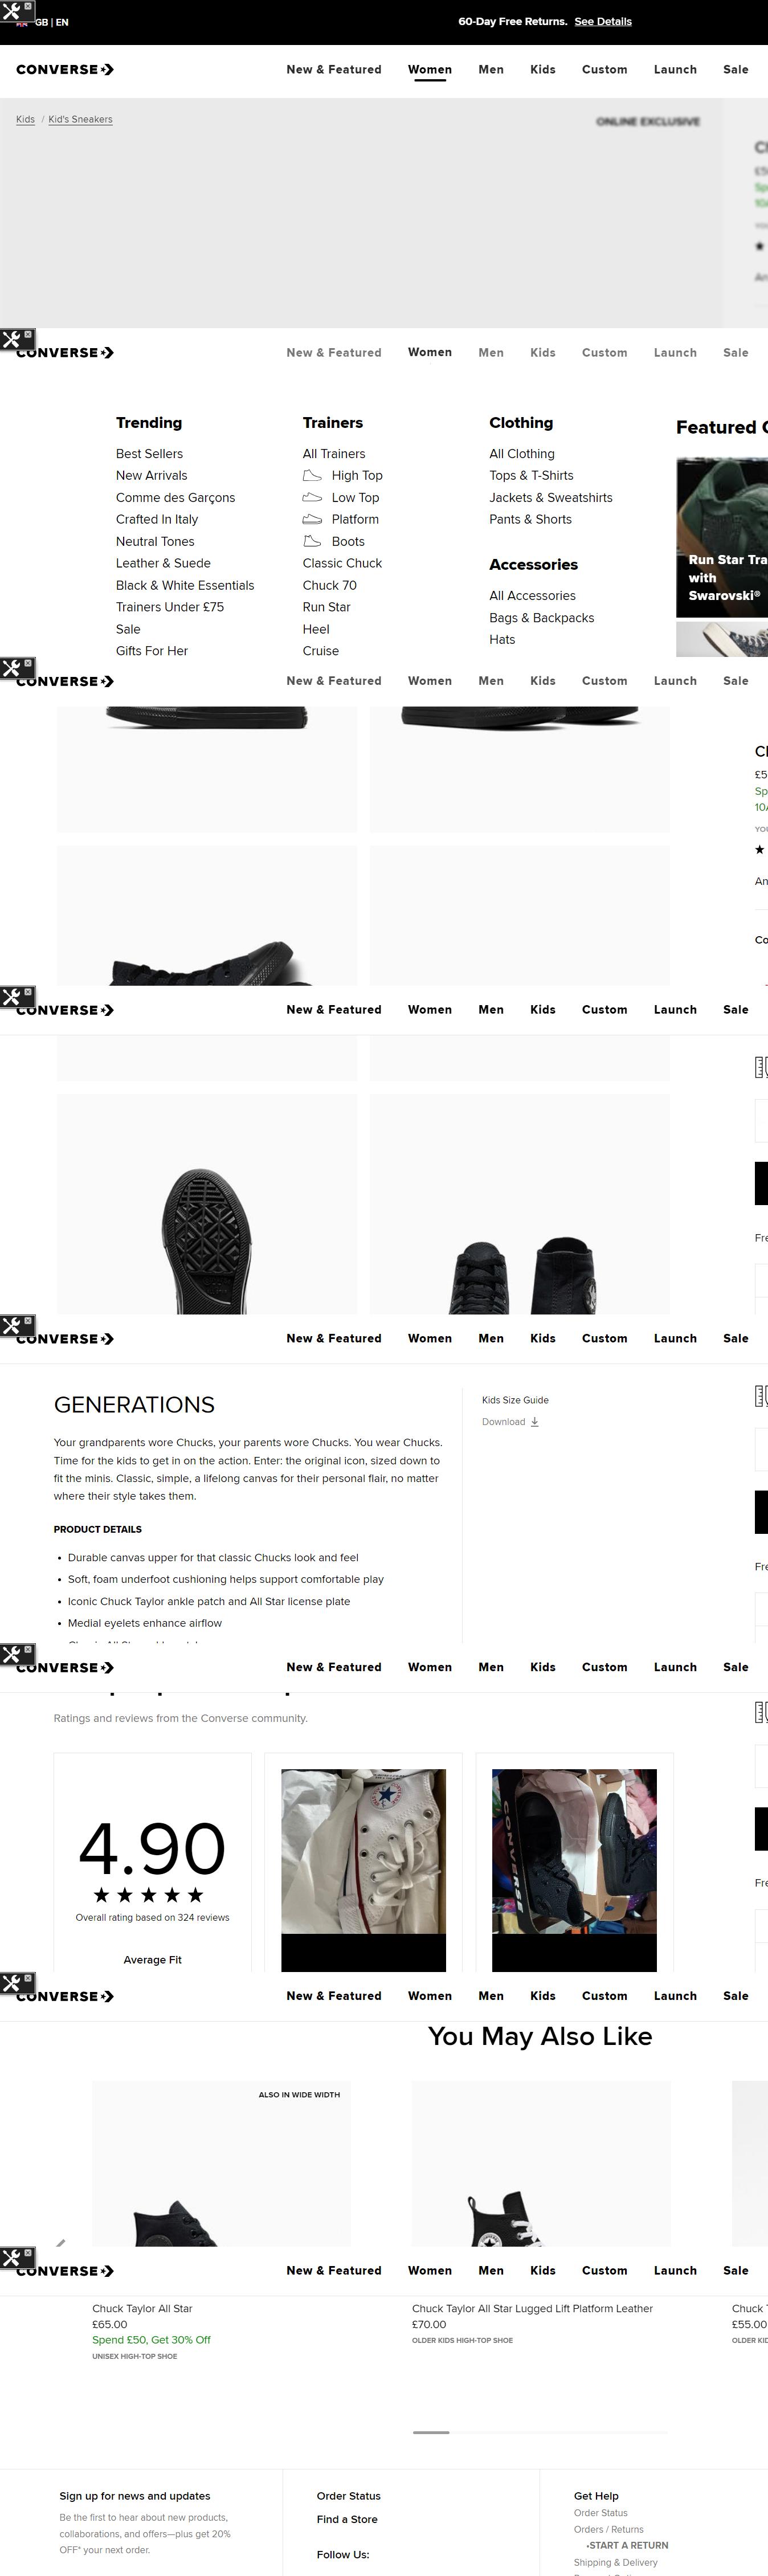 GB | EN
60-Day Free Returns. See Details
CONVERSE
New & Featured Women Men Kids Custom Launch Sale
Kids / Kid's Sneakers
ONLINE EXCLUSIVE
CONVERSE
New & Featured Women Men Kids Custom Launch Sale
Trending
Best Sellers
New Arrivals
Comme des Garçons
Crafted In Italy
Neutral Tones
Leather & Suede
Black & White Essentials
Trainers Under £75
Sale
Gifts For Her
Trainers
All Trainers
High Top
Low Top
Platform
Boots
Classic Chuck
Chuck 70
Run Star
Heel
Cruise
Clothing
All Clothing
Tops & T-Shirts
Jackets & Sweatshirts
Pants & Shorts
Accessories
All Accessories
Bags & Backpacks
Hats
Featured
Run Star
with
Swarovski®
CONVERSE
New & Featured Women Men Kids Custom Launch Sale
CONVERSE
New & Featured Women Men Kids Custom Launch Sale
CONVERSE
New & Featured Women Men Kids Custom Launch Sale
GENERATIONS
Your grandparents wore Chucks, your parents wore Chucks. You wear Chucks.
Time for the kids to get in on the action. Enter: the original icon, sized down to
fit the minis. Classic, simple, a lifelong canvas for their personal flair, no matter
where their style takes them.
PRODUCT DETAILS
• Durable canvas upper for that classic Chucks look and feel
• Soft, foam underfoot cushioning helps support comfortable play
• Iconic Chuck Taylor ankle patch and All Star license plate
• Medial eyelets enhance airflow
Kids Size Guide
Download
CONVERSE
New & Featured Women Men Kids Custom Launch Sale
Ratings and reviews from the Converse community.
4.90
★ ★ ★ ★ ★
Overall rating based on 324 reviews
Average Fit
CONVERSE
CONVERSE
New & Featured Women Men Kids Custom Launch Sale
You May Also Like
ALSO IN WIDE WIDTH
CONVERSE
New & Featured Women Men Kids Custom Launch Sale
Chuck Taylor All Star
£65.00
Spend £50, Get 30% Off
UNISEX HIGH-TOP SHOE
Chuck Taylor All Star Lugged Lift Platform Leather
£70.00
OLDER KIDS HIGH-TOP SHOE
Chuck
£55.00
OLDER
Sign up for news and updates
Be the first to hear about new products,
collaborations, and offers—plus get 20%
OFF* your next order.
Order Status
Find a Store
Follow Us:
Get Help
Order Status
Orders / Returns
•START A RETURN
Shipping & Delivery